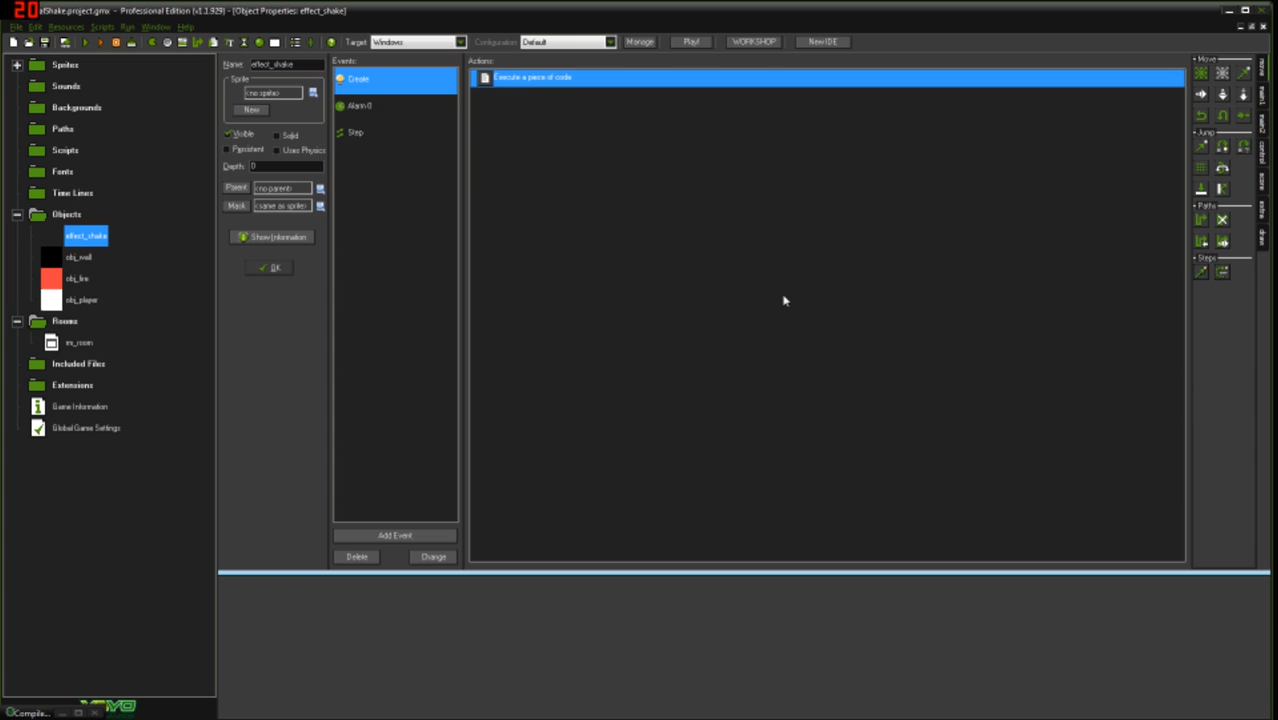 20
alShake.project.gmx - Professional Edition (v1.1.929) - [Object Properties: effect_shake]
File Edit Resources Scripts Run Window Help
Target Windows Configuration: Default Manage Play! WORKSHOP New IDE
Sprites
Sounds
Backgrounds
Paths
Scripts
Fonts
Time Lines
Objects
effect_shake
obj_wall
obj_fire
obj_player
Rooms
rm_room
Included Files
Extensions
Game Information
Global Game Settings
Compile...
Name: effect_shake
Sprite
<no sprite>
New
Visible Solid
Persistent Uses Physics
Depth: 0
Parent <no parent>
Mask <same as sprite>
Show Information
OK
Events:
Create
Alarm 0
Step
Add Event
Delete Change
Actions:
Execute a piece of code
Move
Jump
Paths
Steps
move
main1
main2
control
score
extra
draw